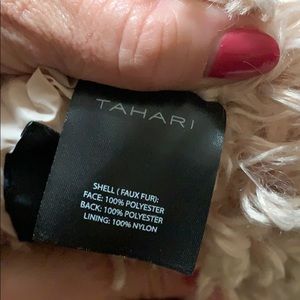 TAHARI
SHELL ( FAUX FUR):
FACE: 100% POLYESTER
BACK: 100% POLYESTER
LINING: 100% NYLON